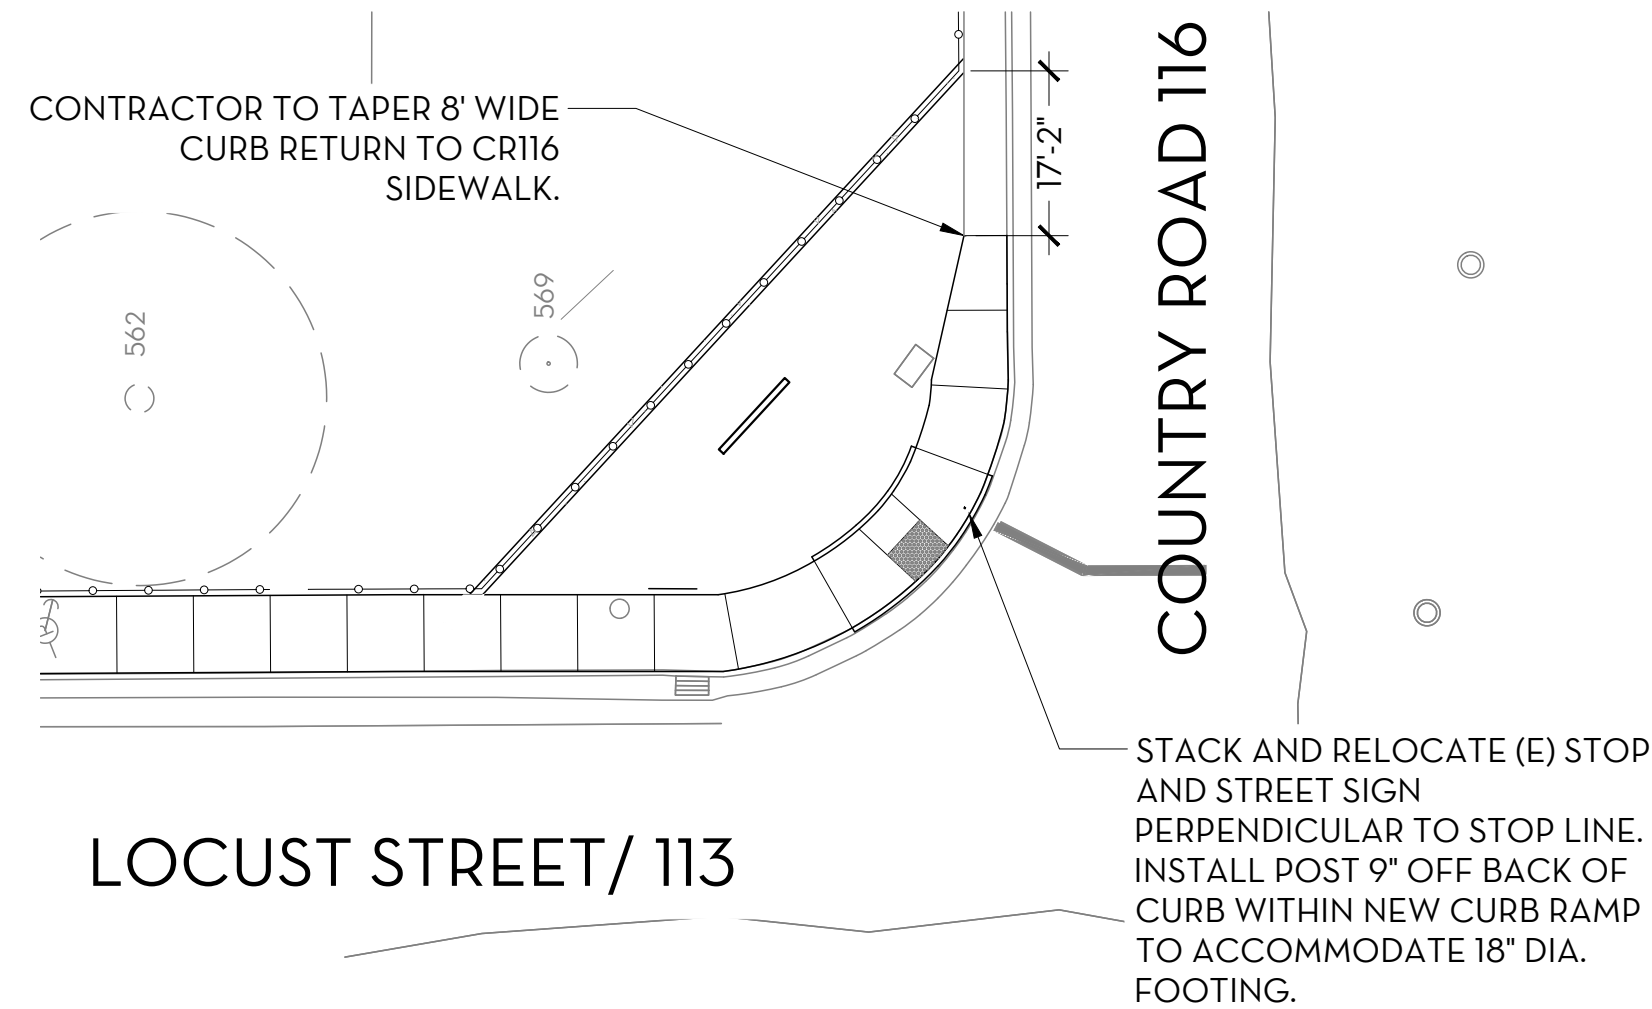 CONTRACTOR TO TAPER 8' WIDE
CURB RETURN TO CR116
SIDEWALK.
17'-2"
COUNTRY ROAD 116
562
569
STACK AND RELOCATE (E) STOP
AND STREET SIGN
PERPENDICULAR TO STOP LINE.
INSTALL POST 9" OFF BACK OF
CURB WITHIN NEW CURB RAMP
TO ACCOMMODATE 18" DIA.
FOOTING.
LOCUST STREET/ 113